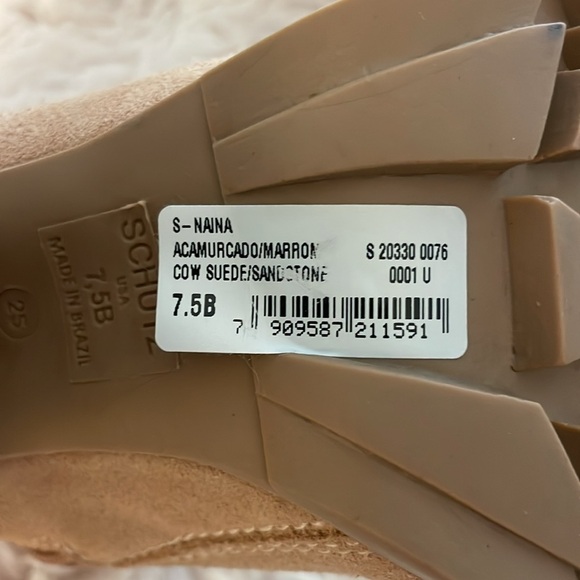 S-NAINA
ACAMURCADO/MARRON S 20330 0076
COW SUEDE/SANDSTONE 0001 U
7.5B
7 909587 211591
SCHUTZ
USA
7,5B
MADE IN BRAZIL
25